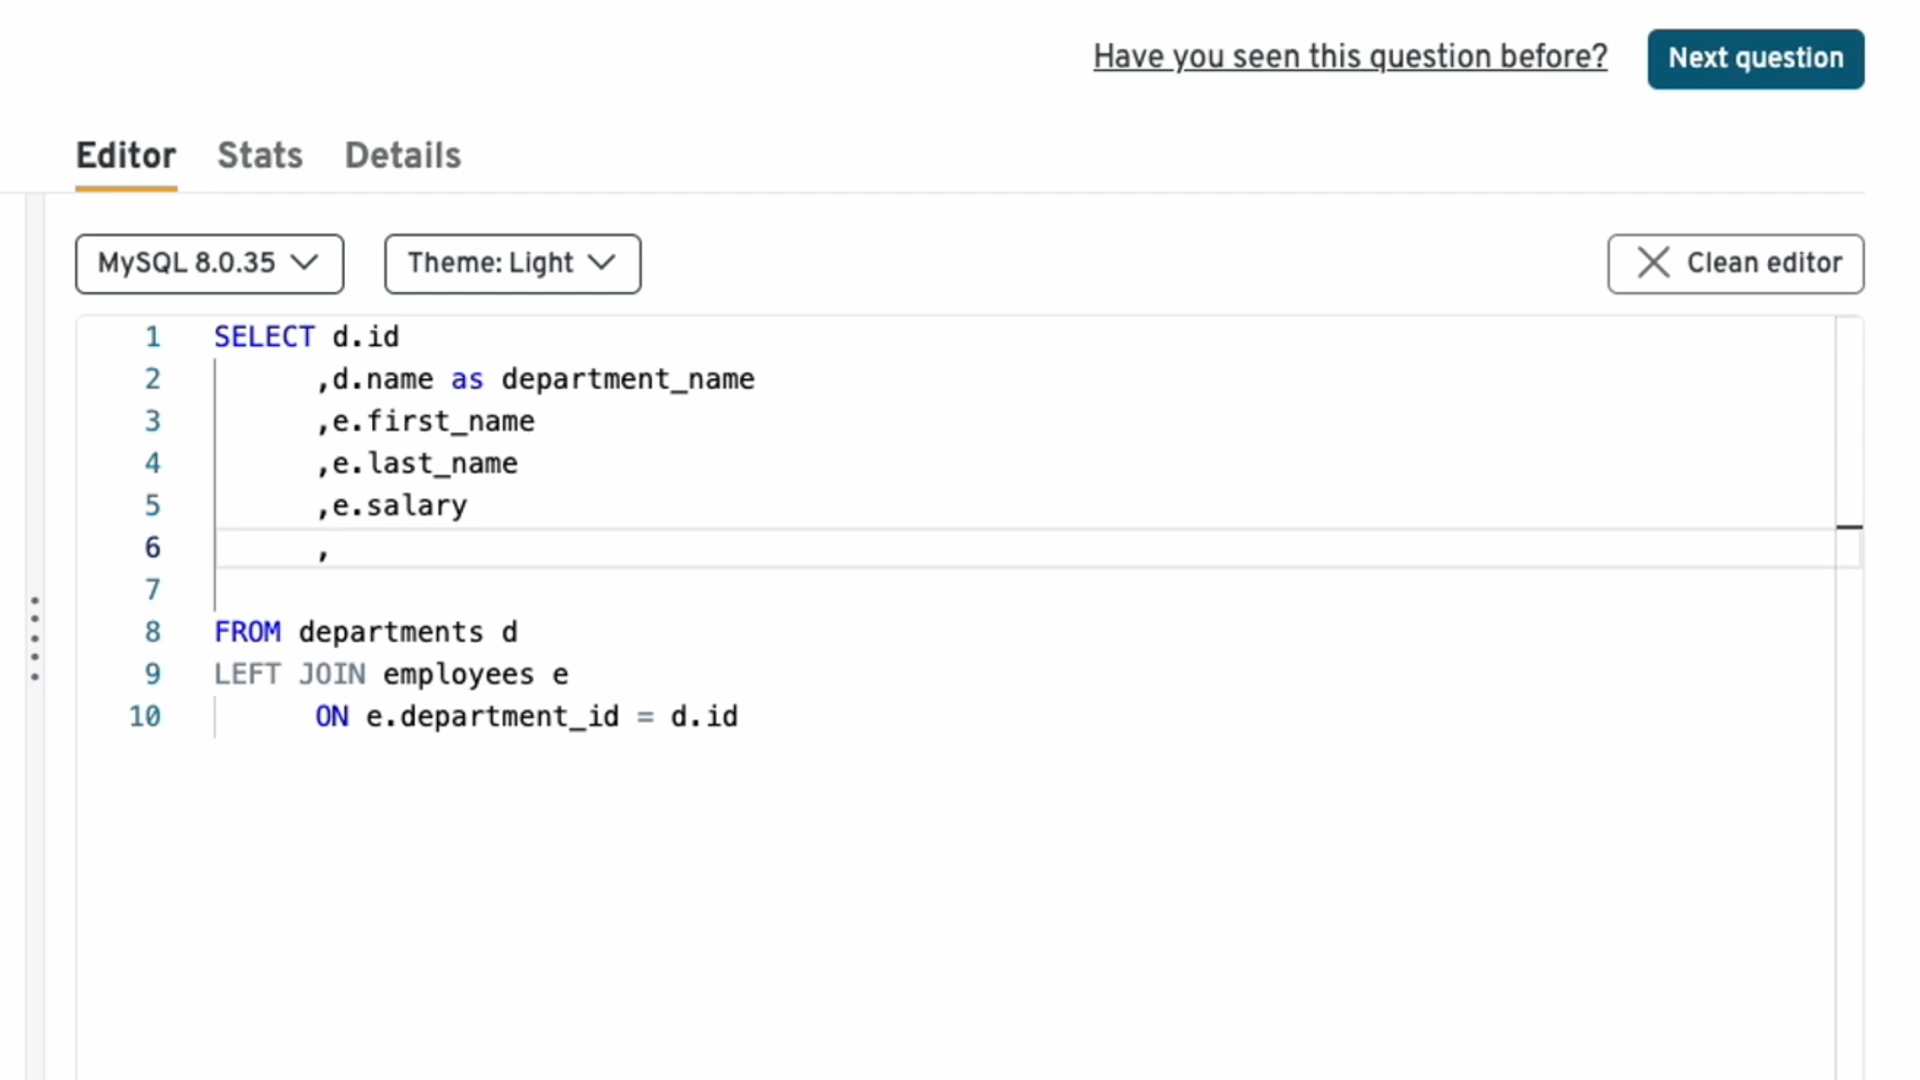 Have you seen this question before? Next question
Editor Stats Details
MySQL 8.0.35 Theme: Light Clean editor
1 SELECT d.id
2 ,d.name as department_name
3 ,e.first_name
4 ,e.last_name
5 ,e.salary
6 ,
7
8 FROM departments d
9 LEFT JOIN employees e
10 ON e.department_id = d.id